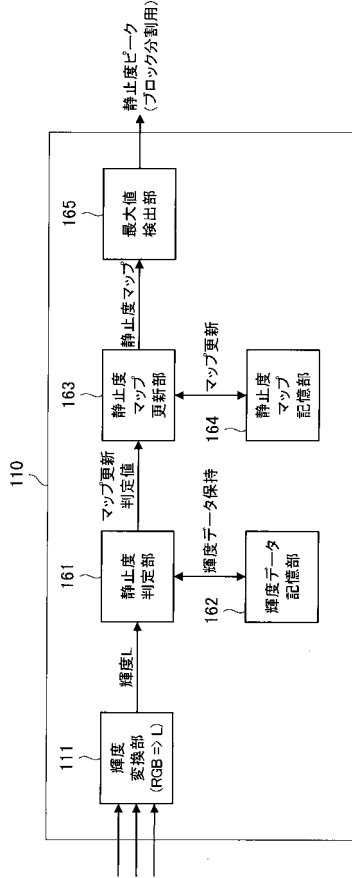 110
111
輝度
変換部
(RGB => L)
輝度L
161
静止度
判定部
マップ更新
判定値
輝度データ保持
162
輝度データ
記憶部
163
静止度
マップ
更新部
静止度マップ
マップ更新
164
静止度
マップ
記憶部
165
最大値
検出部
静止度ピーク
(ブロック分割用)